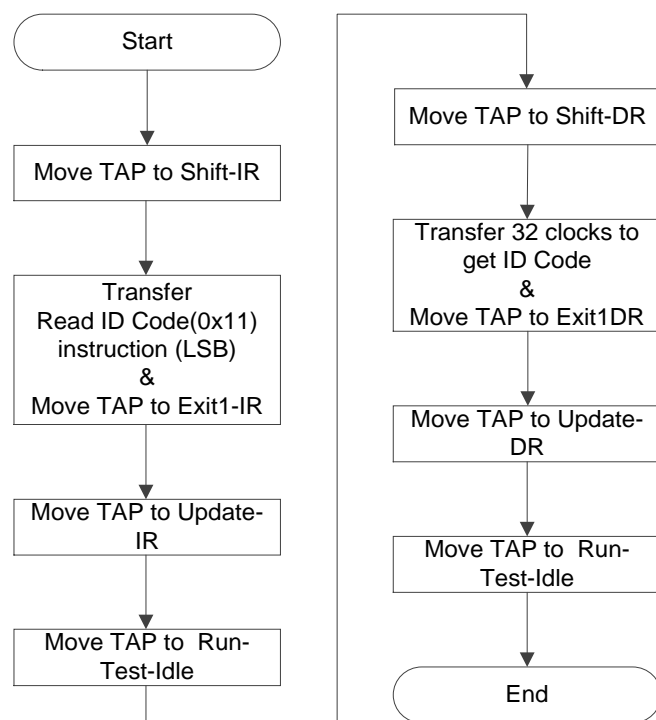 Start
Move TAP to Shift-IR
Transfer
Read ID Code(0x11)
instruction (LSB)
&
Move TAP to Exit1-IR
Move TAP to Update-
IR
Move TAP to Run-
Test-Idle
Move TAP to Shift-DR
Transfer 32 clocks to
get ID Code
&
Move TAP to Exit1DR
Move TAP to Update-
DR
Move TAP to Run-
Test-Idle
End